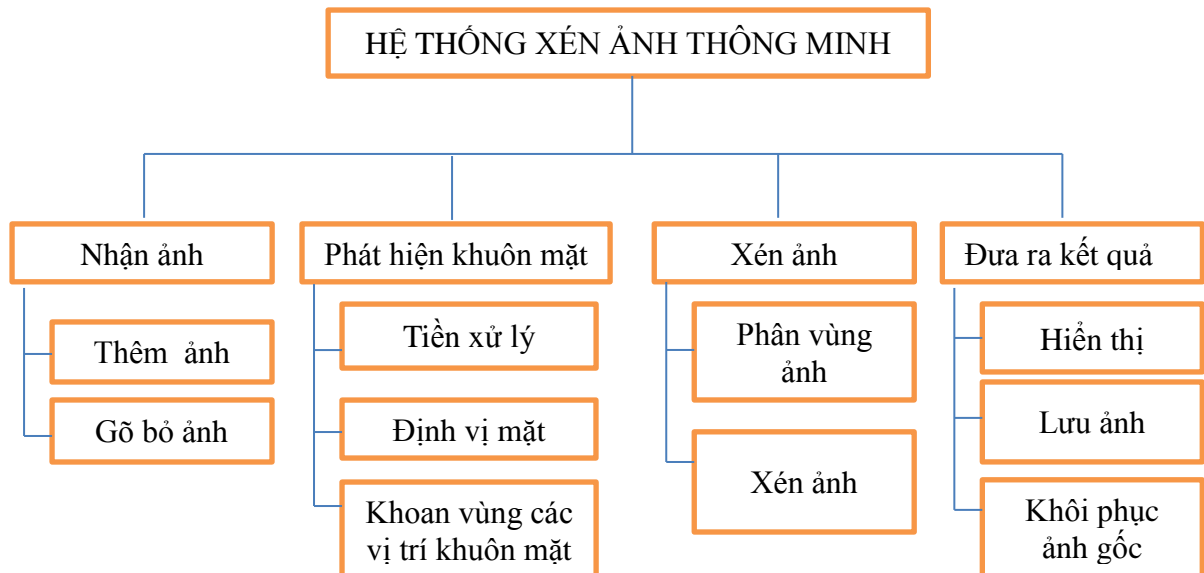 HỆ THỐNG XÉN ẢNH THÔNG MINH
Nhận ảnh
Thêm ảnh
Gõ bỏ ảnh
Phát hiện khuôn mặt
Tiền xử lý
Định vị mặt
Khoan vùng các
vị trí khuôn mặt
Xén ảnh
Phân vùng
ảnh
Xén ảnh
Đưa ra kết quả
Hiển thị
Lưu ảnh
Khôi phục
ảnh gốc